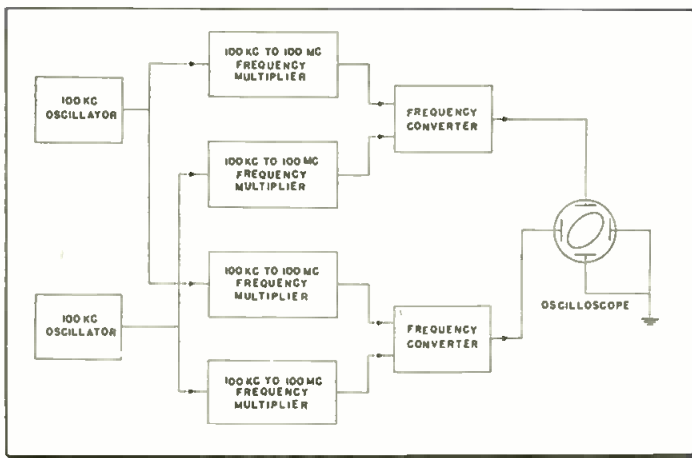 100 KC
OSCILLATOR
100 KC TO 100 MC
FREQUENCY
MULTIPLIER
100 KC TO 100 MC
FREQUENCY
MULTIPLIER
FREQUENCY
CONVERTER
100 KC
OSCILLATOR
100 KC TO 100 MC
FREQUENCY
MULTIPLIER
100 KC TO 100 MC
FREQUENCY
MULTIPLIER
FREQUENCY
CONVERTER
OSCILLOSCOPE